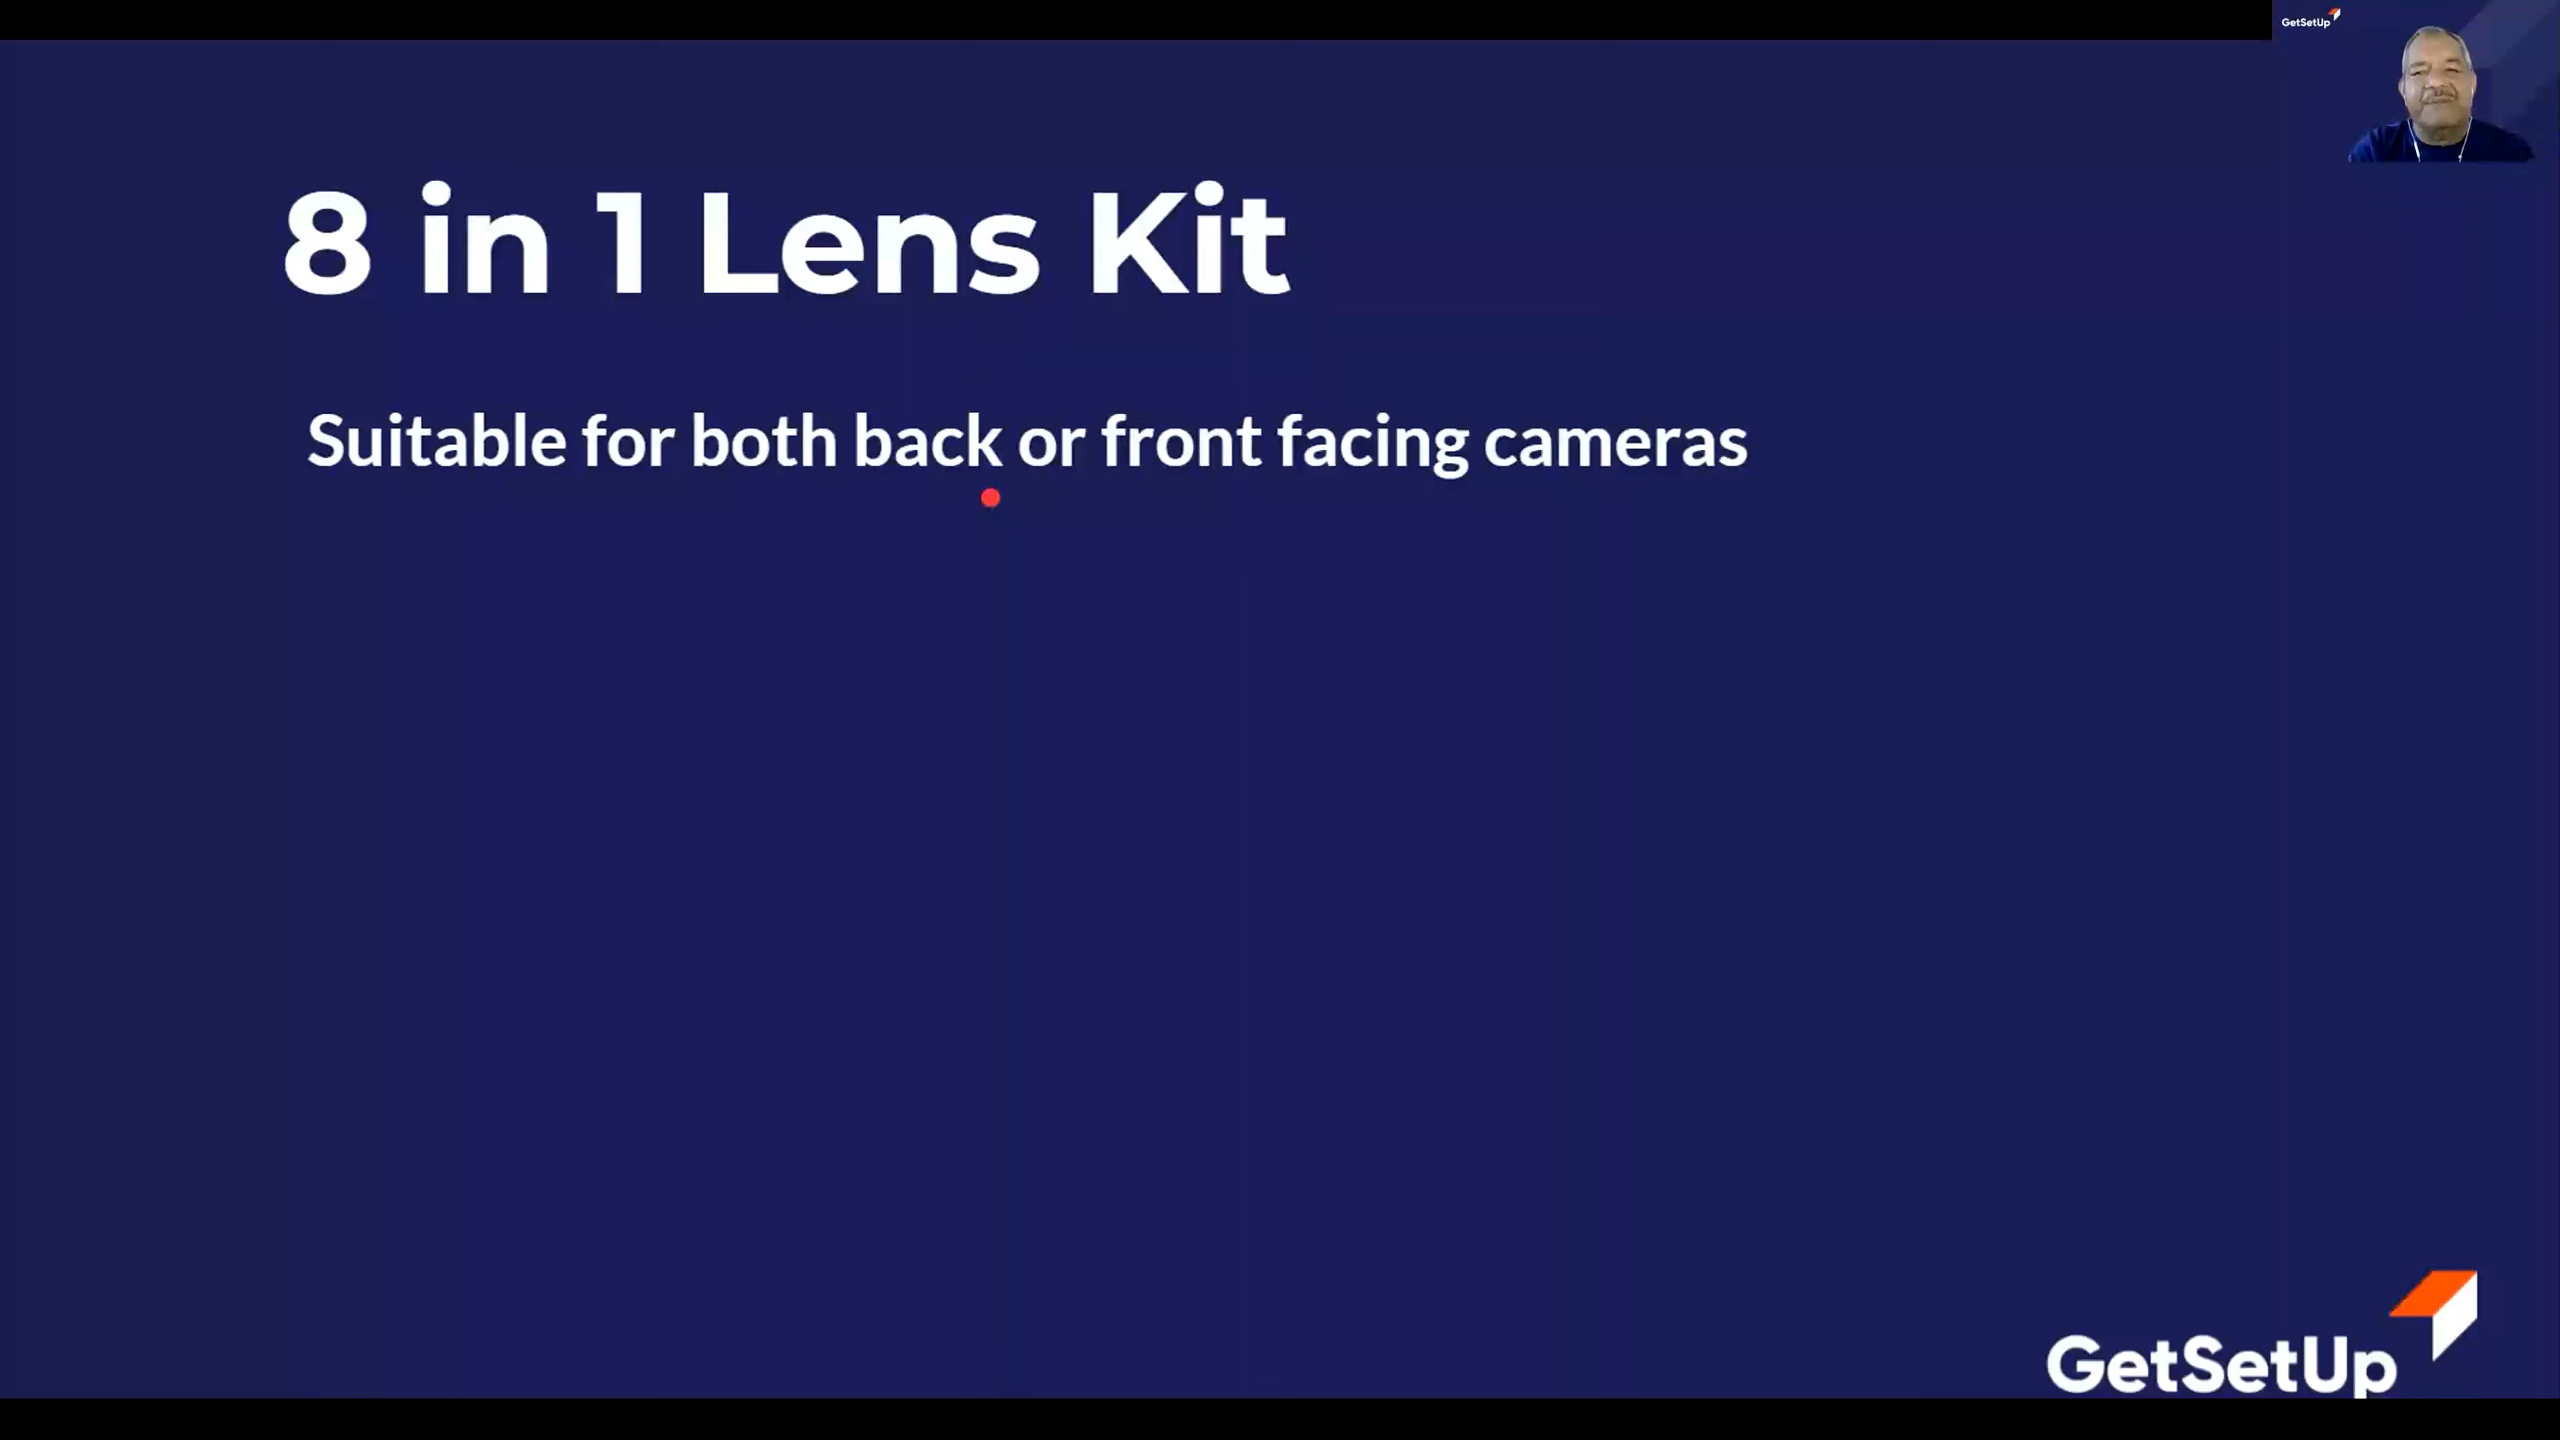 GetSetUp
8 in 1 Lens Kit
Suitable for both back or front facing cameras
GetSetUp